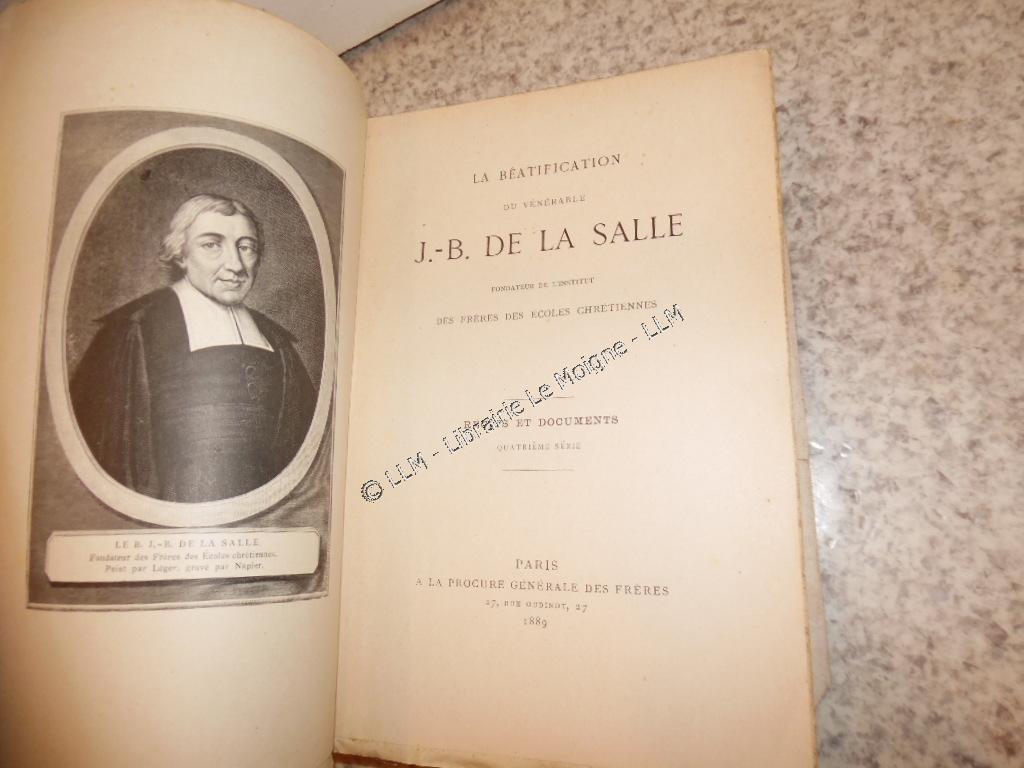 LE B. J.-B. DE LA SALLE
Fondateur des Frères des Écoles chrétiennes.
Peint par Léger, gravé par Napier.
LA BÉATIFICATION
DU VÉNÉRABLE
J.-B. DE LA SALLE
FONDATEUR DE L'INSTITUT
DES FRÈRES DES ECOLES CHRÉTIENNES
ET DOCUMENTS
QUATRIÈME SÉRIE
© LLM - Librairie Le Moigne - LLM
PARIS
A LA PROCURE GÉNÉRALE DES FRÈRES
27, RUE OUDINOT, 27
1889